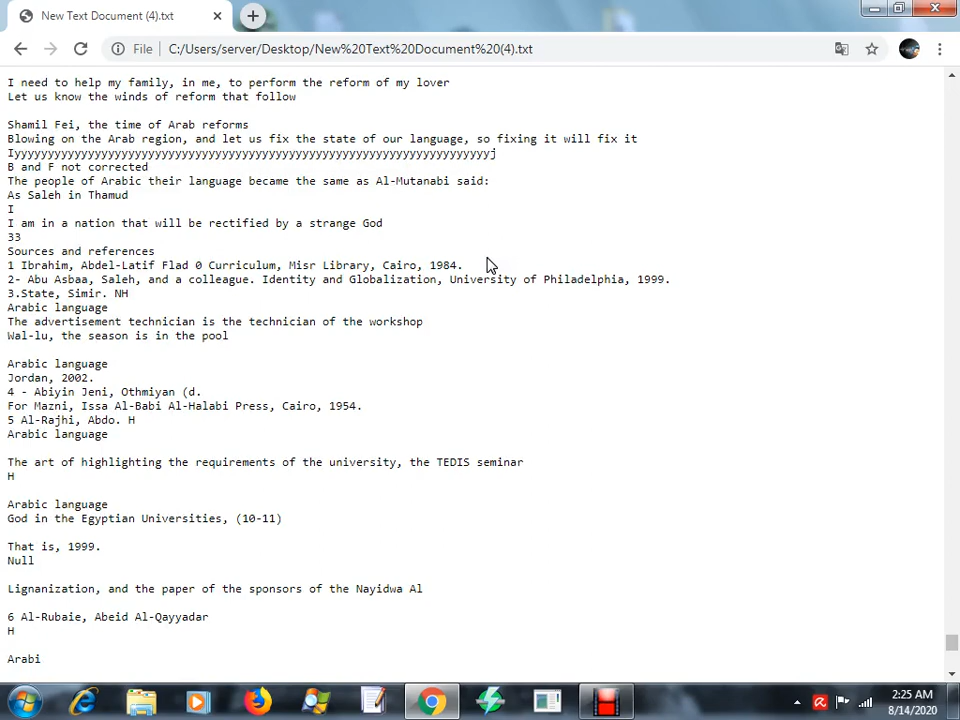 New Text Document (4).txt
File
C:/Users/server/Desktop/New%20Text%20Document%20(4).txt
I need to help my family, in me, to perform the reform of my lover
Let us know the winds of reform that follow
Shamil Fei, the time of Arab reforms
Blowing on the Arab region, and let us fix the state of our language, so fixing it will fix it
Iyyyyyyyyyyyyyyyyyyyyyyyyyyyyyyyyyyyyyyyyyyyyyyyyyyyyyyyyyyyyyyyyyyyyyyyj
B and F not corrected
The people of Arabic their language became the same as Al-Mutanabi said:
As Saleh in Thamud
I
I am in a nation that will be rectified by a strange God
33
Sources and references
1 Ibrahim, Abdel-Latif Flad 0 Curriculum, Misr Library, Cairo, 1984.
2- Abu Asbaa, Saleh, and a colleague. Identity and Globalization, University of Philadelphia, 1999.
3.State, Simir. NH
Arabic language
The advertisement technician is the technician of the workshop
Wal-lu, the season is in the pool
Arabic language
Jordan, 2002.
4 - Abiyin Jeni, Othmiyan (d.
For Mazni, Issa Al-Babi Al-Halabi Press, Cairo, 1954.
5 Al-Rajhi, Abdo. H
Arabic language
The art of highlighting the requirements of the university, the TEDIS seminar
H
Arabic language
God in the Egyptian Universities, (10-11)
That is, 1999.
Null
Lignanization, and the paper of the sponsors of the Nayidwa Al
6 Al-Rubaie, Abeid Al-Qayyadar
H
Arabi
2:25 AM
8/14/2020